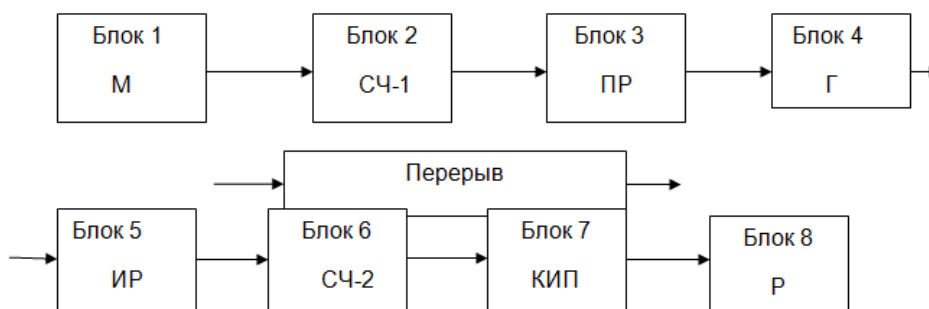 Блок 1
М
Блок 2
СЧ-1
Блок 3
ПР
Блок 4
Г
Перерыв
Блок 5
ИР
Блок 6
СЧ-2
Блок 7
КИП
Блок 8
Р